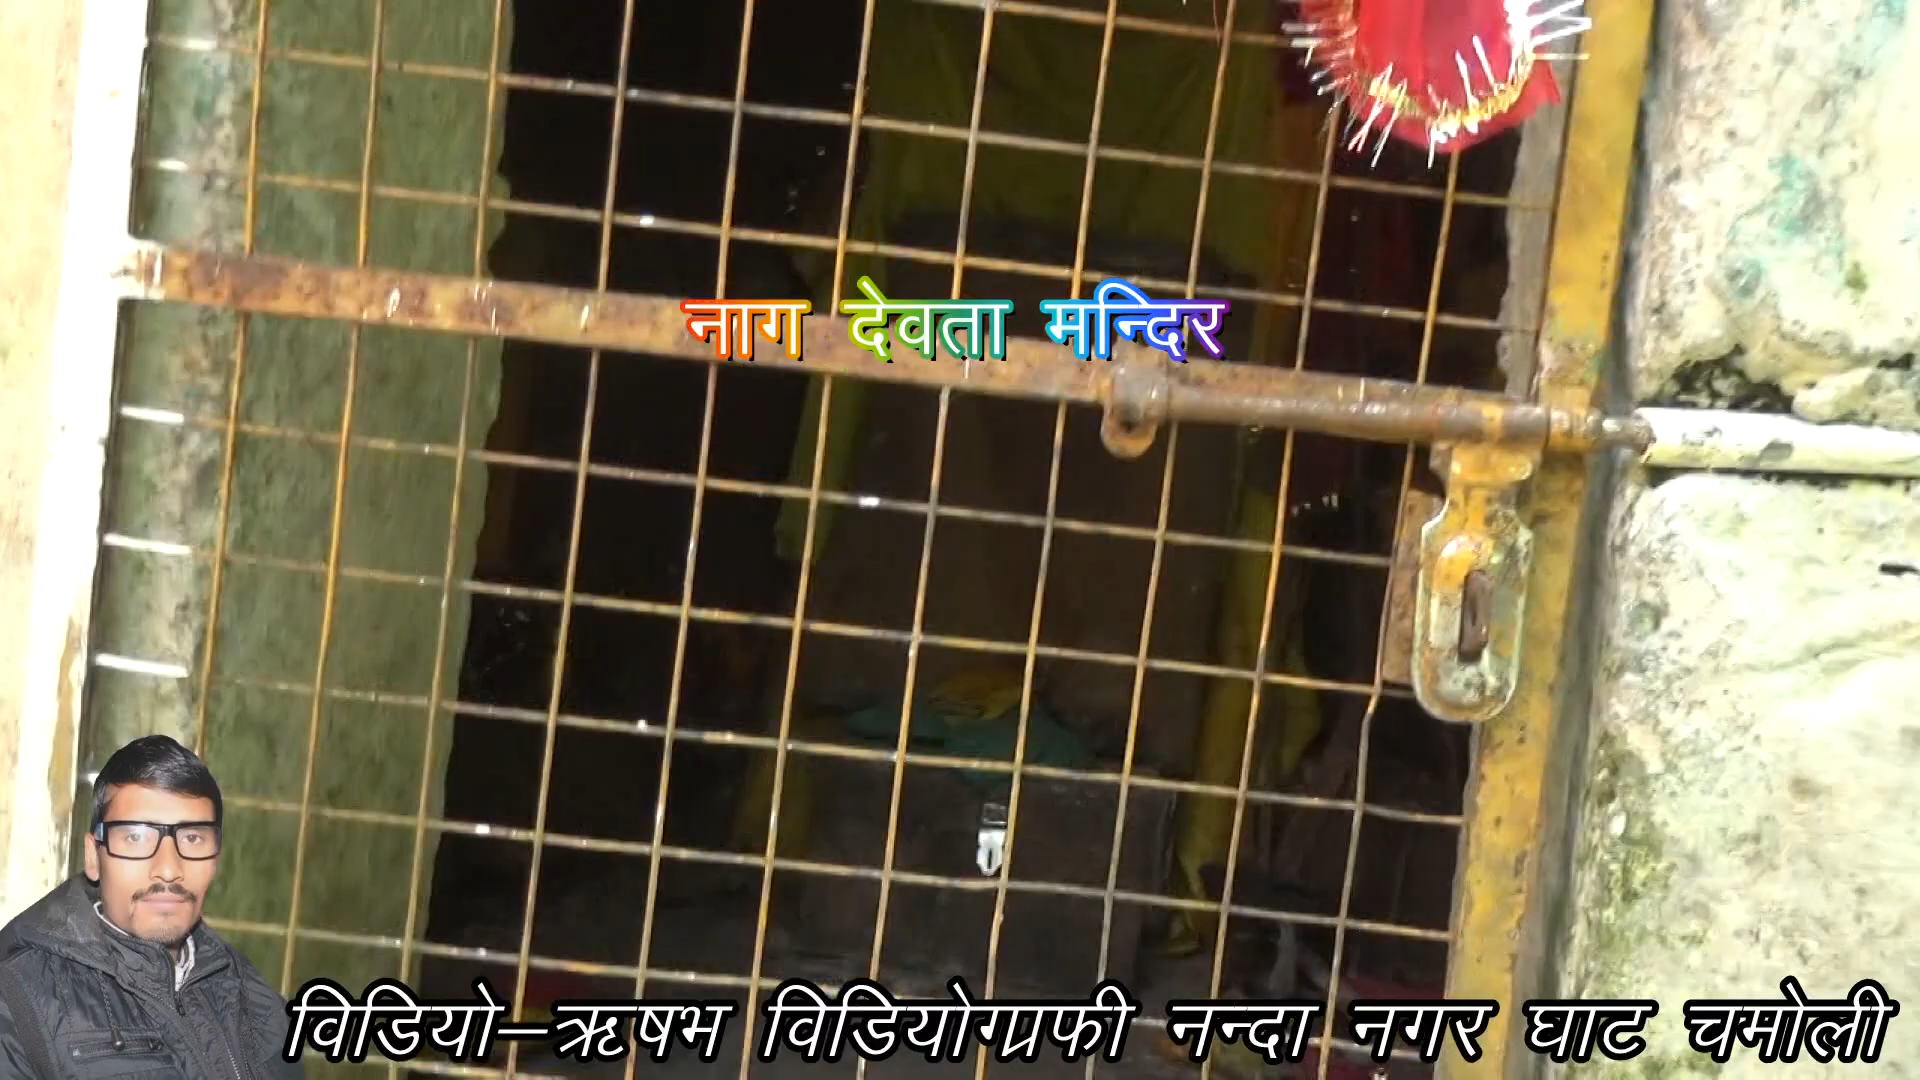 नाग देवता मन्दिर
विडियो-ऋषभ विडियोग्रफी नन्दा नगर घाट चमोली